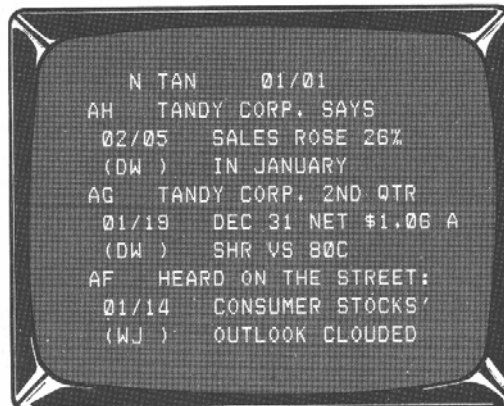 N TAN 01/01
AH TANDY CORP. SAYS
02/05 SALES ROSE 26%
(DW ) IN JANUARY
AG TANDY CORP. 2ND QTR
01/19 DEC 31 NET $1.06 A
(DW ) SHR VS 80C
AF HEARD ON THE STREET:
01/14 CONSUMER STOCKS'
(WJ ) OUTLOOK CLOUDED